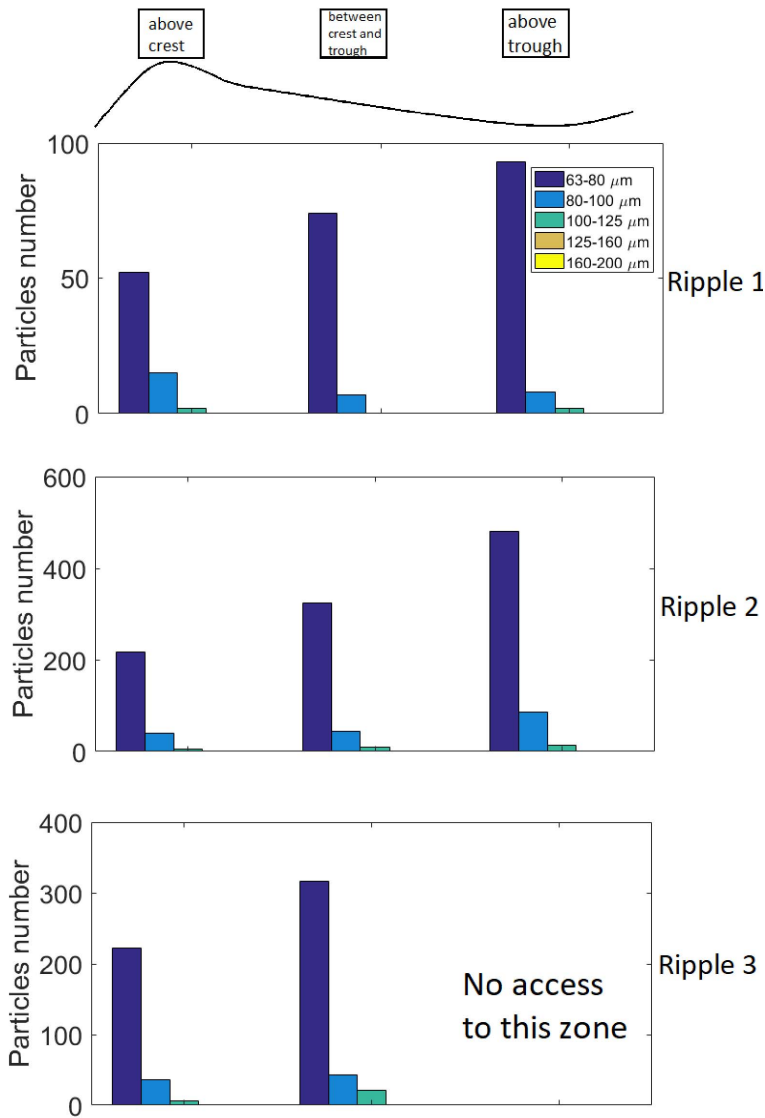 above
crest
between
crest and
trough
above
trough
100
50
0
Particles number
63-80 μm
80-100 μm
100-125 μm
125-160 μm
160-200 μm
Ripple 1
600
400
200
0
Particles number
Ripple 2
400
300
200
100
0
Particles number
No access
to this zone
Ripple 3